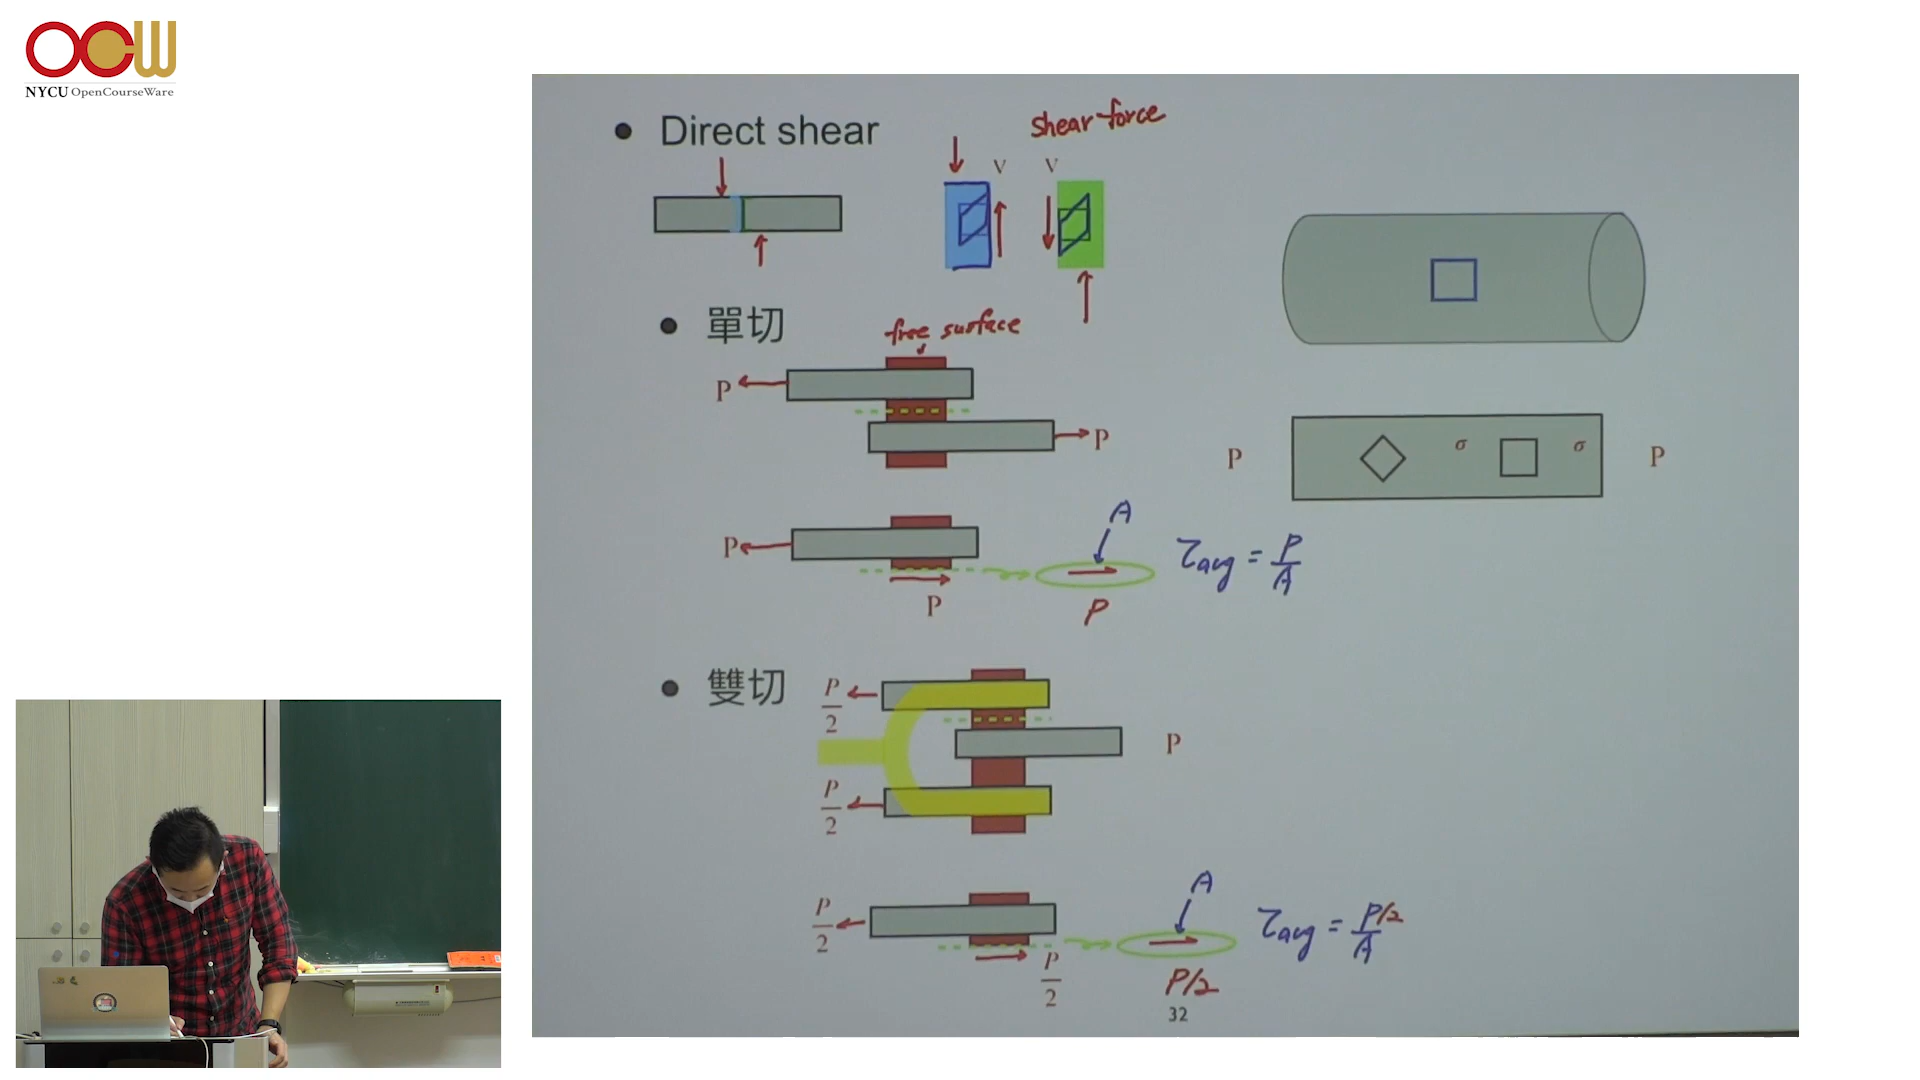 OCW
NYCU OpenCourseWare
• Direct shear
shear force
V V
• 單切
free surface
P
P
P σ σ P
P
P
A
P
τavg = P/A
• 雙切
P/2
P
P/2
P/2
P/2
A
P/2
τavg = P/2/A
32